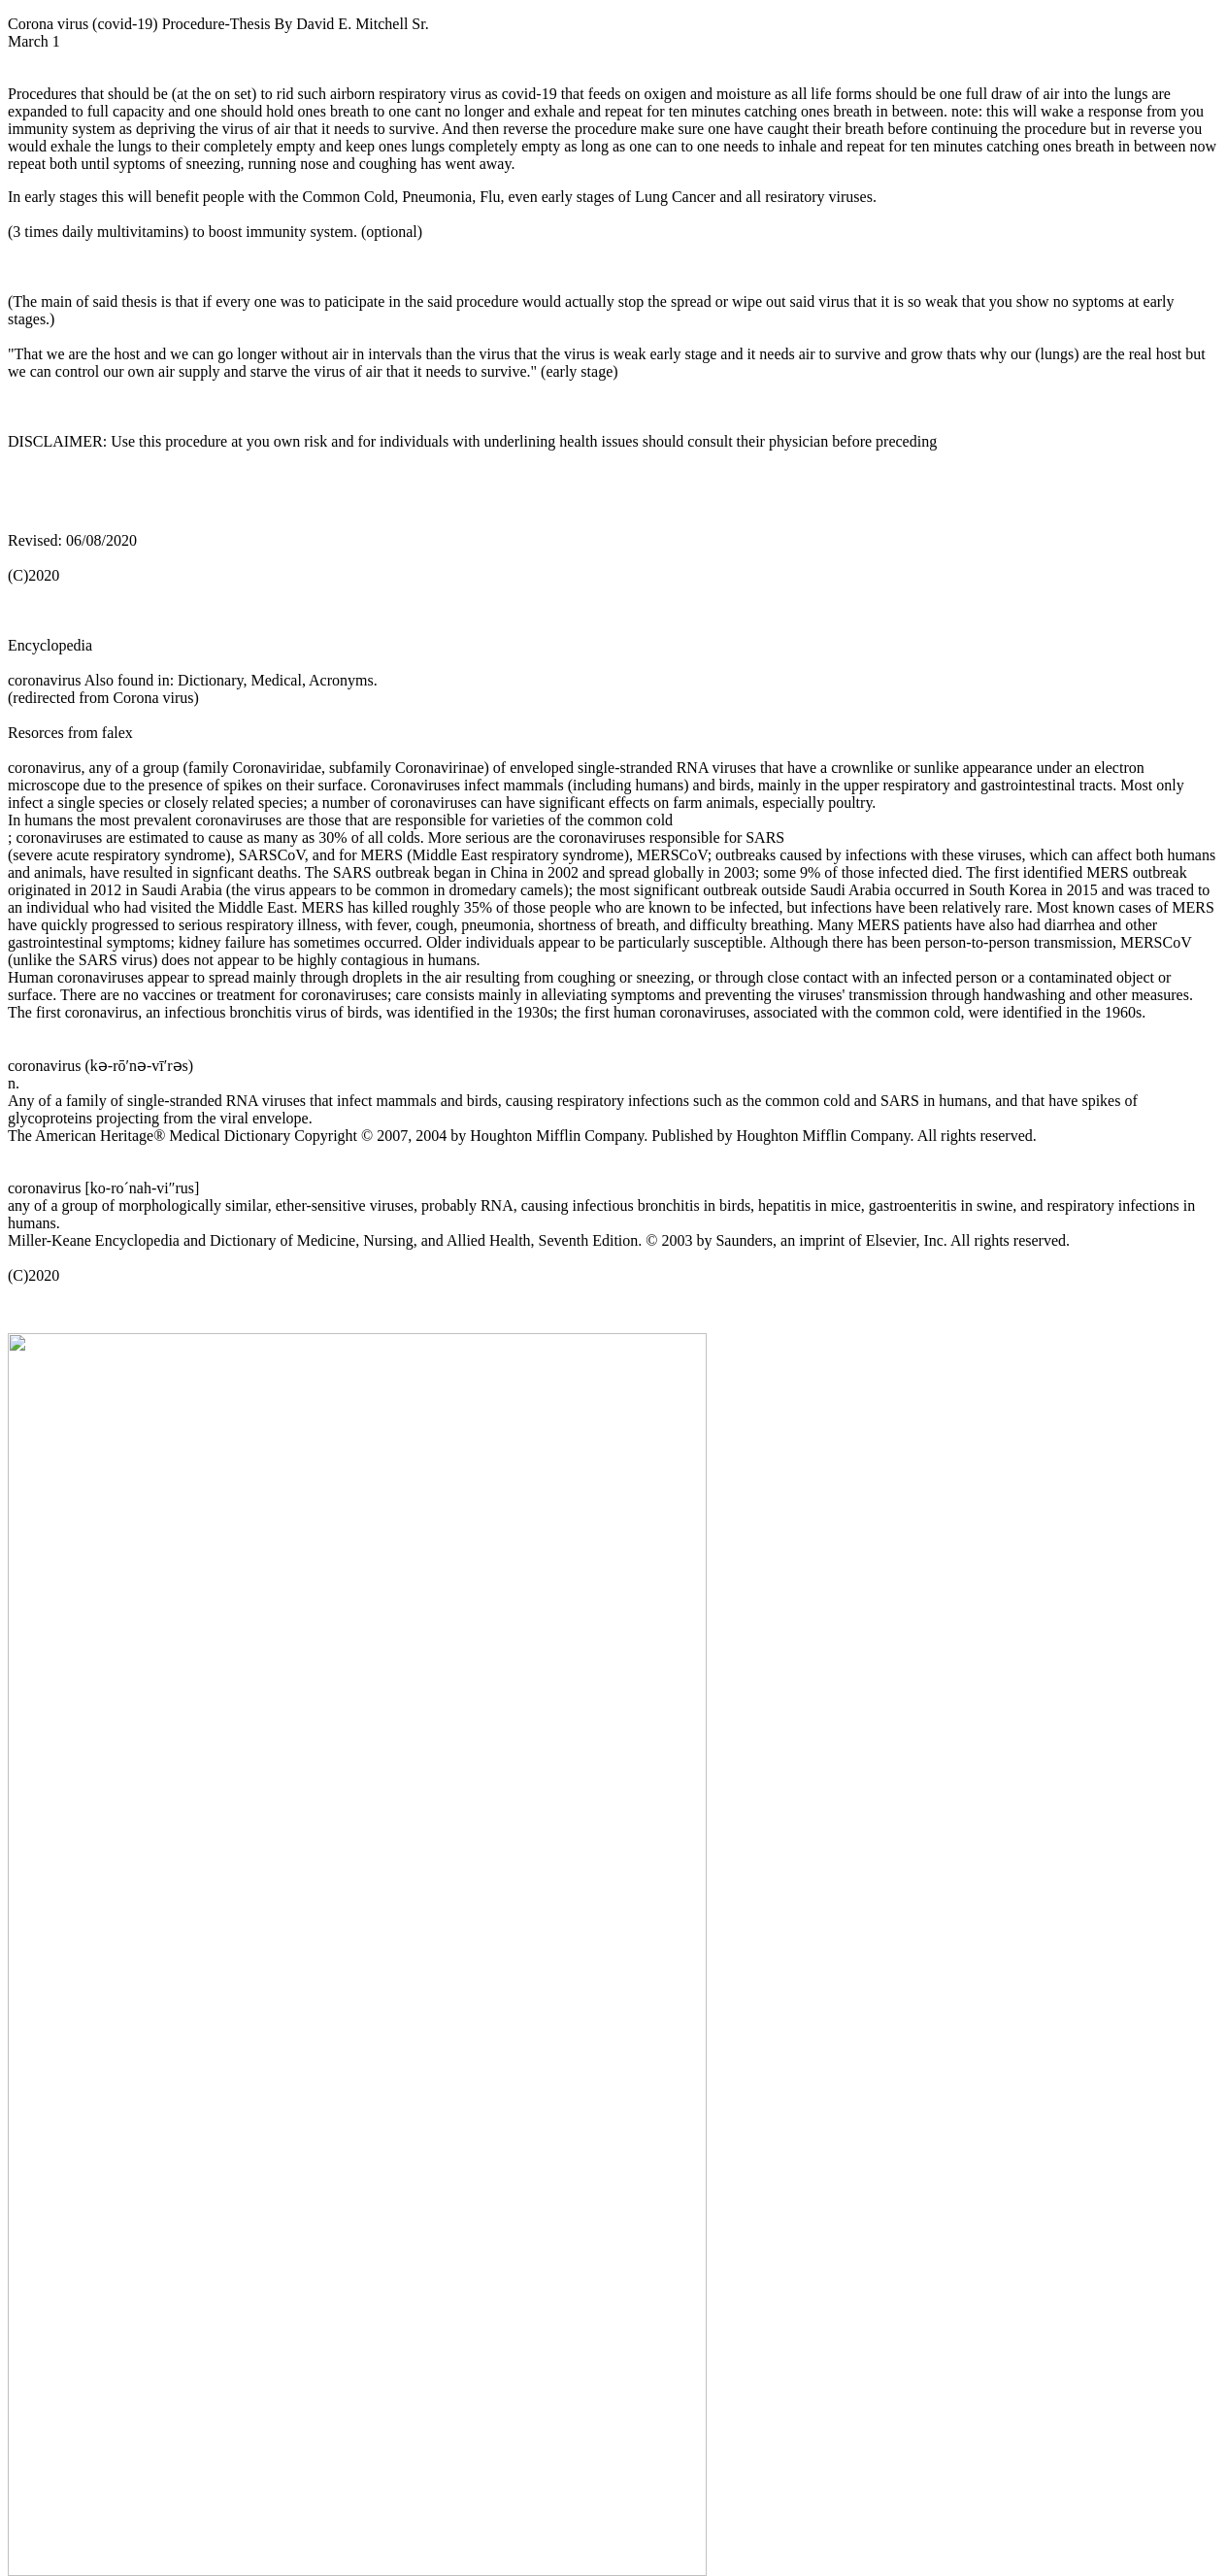 Corona virus (covid-19) Procedure-Thesis By David E. Mitchell Sr.
March 1
Procedures that should be (at the on set) to rid such airborn respiratory virus as covid-19 that feeds on oxigen and moisture as all life forms should be one full draw of air into the lungs are
expanded to full capacity and one should hold ones breath to one cant no longer and exhale and repeat for ten minutes catching ones breath in between. note: this will wake a response from you
immunity system as depriving the virus of air that it needs to survive. And then reverse the procedure make sure one have caught their breath before continuing the procedure but in reverse you
would exhale the lungs to their completely empty and keep ones lungs completely empty as long as one can to one needs to inhale and repeat for ten minutes catching ones breath in between now
repeat both until syptoms of sneezing, running nose and coughing has went away.
In early stages this will benefit people with the Common Cold, Pneumonia, Flu, even early stages of Lung Cancer and all resiratory viruses.
(3 times daily multivitamins) to boost immunity system. (optional)
(The main of said thesis is that if every one was to paticipate in the said procedure would actually stop the spread or wipe out said virus that it is so weak that you show no syptoms at early
stages.)
"That we are the host and we can go longer without air in intervals than the virus that the virus is weak early stage and it needs air to survive and grow thats why our (lungs) are the real host but
we can control our own air supply and starve the virus of air that it needs to survive." (early stage)
DISCLAIMER: Use this procedure at you own risk and for individuals with underlining health issues should consult their physician before preceding
Revised: 06/08/2020
(C)2020
Encyclopedia
coronavirus Also found in: Dictionary, Medical, Acronyms.
(redirected from Corona virus)
Resorces from falex
coronavirus, any of a group (family Coronaviridae, subfamily Coronavirinae) of enveloped single-stranded RNA viruses that have a crownlike or sunlike appearance under an electron
microscope due to the presence of spikes on their surface. Coronaviruses infect mammals (including humans) and birds, mainly in the upper respiratory and gastrointestinal tracts. Most only
infect a single species or closely related species; a number of coronaviruses can have significant effects on farm animals, especially poultry.
In humans the most prevalent coronaviruses are those that are responsible for varieties of the common cold
; coronaviruses are estimated to cause as many as 30% of all colds. More serious are the coronaviruses responsible for SARS
(severe acute respiratory syndrome), SARSCoV, and for MERS (Middle East respiratory syndrome), MERSCoV; outbreaks caused by infections with these viruses, which can affect both humans
and animals, have resulted in signficant deaths. The SARS outbreak began in China in 2002 and spread globally in 2003; some 9% of those infected died. The first identified MERS outbreak
originated in 2012 in Saudi Arabia (the virus appears to be common in dromedary camels); the most significant outbreak outside Saudi Arabia occurred in South Korea in 2015 and was traced to
an individual who had visited the Middle East. MERS has killed roughly 35% of those people who are known to be infected, but infections have been relatively rare. Most known cases of MERS
have quickly progressed to serious respiratory illness, with fever, cough, pneumonia, shortness of breath, and difficulty breathing. Many MERS patients have also had diarrhea and other
gastrointestinal symptoms; kidney failure has sometimes occurred. Older individuals appear to be particularly susceptible. Although there has been person-to-person transmission, MERSCoV
(unlike the SARS virus) does not appear to be highly contagious in humans.
Human coronaviruses appear to spread mainly through droplets in the air resulting from coughing or sneezing, or through close contact with an infected person or a contaminated object or
surface. There are no vaccines or treatment for coronaviruses; care consists mainly in alleviating symptoms and preventing the viruses' transmission through handwashing and other measures.
The first coronavirus, an infectious bronchitis virus of birds, was identified in the 1930s; the first human coronaviruses, associated with the common cold, were identified in the 1960s.
coronavirus (kə-rō′nə-vī′rəs)
n.
Any of a family of single-stranded RNA viruses that infect mammals and birds, causing respiratory infections such as the common cold and SARS in humans, and that have spikes of
glycoproteins projecting from the viral envelope.
The American Heritage® Medical Dictionary Copyright © 2007, 2004 by Houghton Mifflin Company. Published by Houghton Mifflin Company. All rights reserved.
coronavirus [ko-ro´nah-vi″rus]
any of a group of morphologically similar, ether-sensitive viruses, probably RNA, causing infectious bronchitis in birds, hepatitis in mice, gastroenteritis in swine, and respiratory infections in
humans.
Miller-Keane Encyclopedia and Dictionary of Medicine, Nursing, and Allied Health, Seventh Edition. © 2003 by Saunders, an imprint of Elsevier, Inc. All rights reserved.
(C)2020